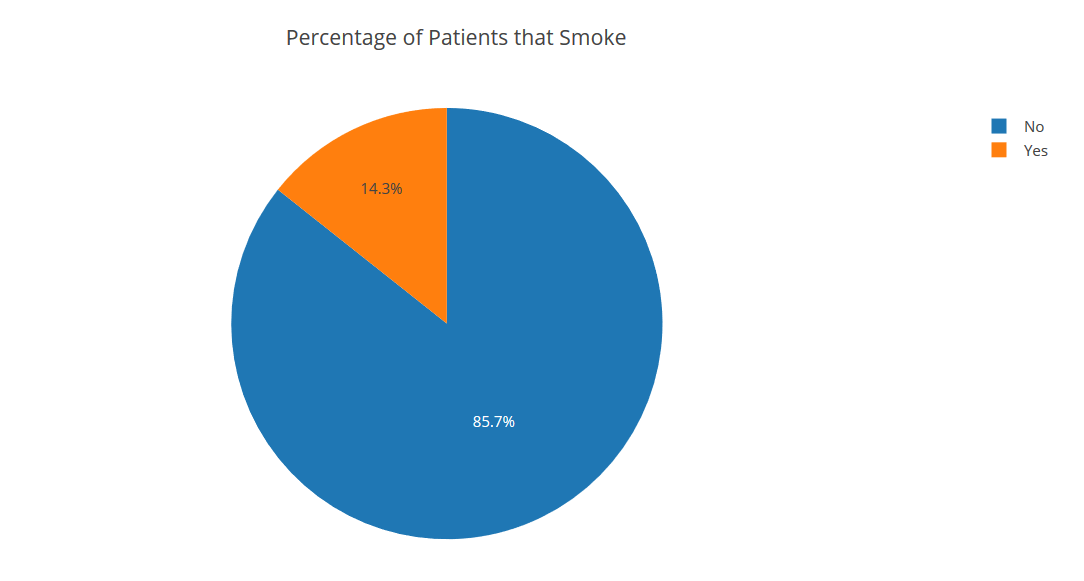 Percentage of Patients that Smoke
No
Yes
14.3%
85.7%